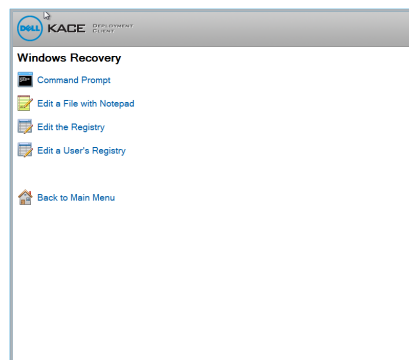 DELL KACE DEPLOYMENT CLIENT
Windows Recovery
Command Prompt
Edit a File with Notepad
Edit the Registry
Edit a User's Registry
Back to Main Menu